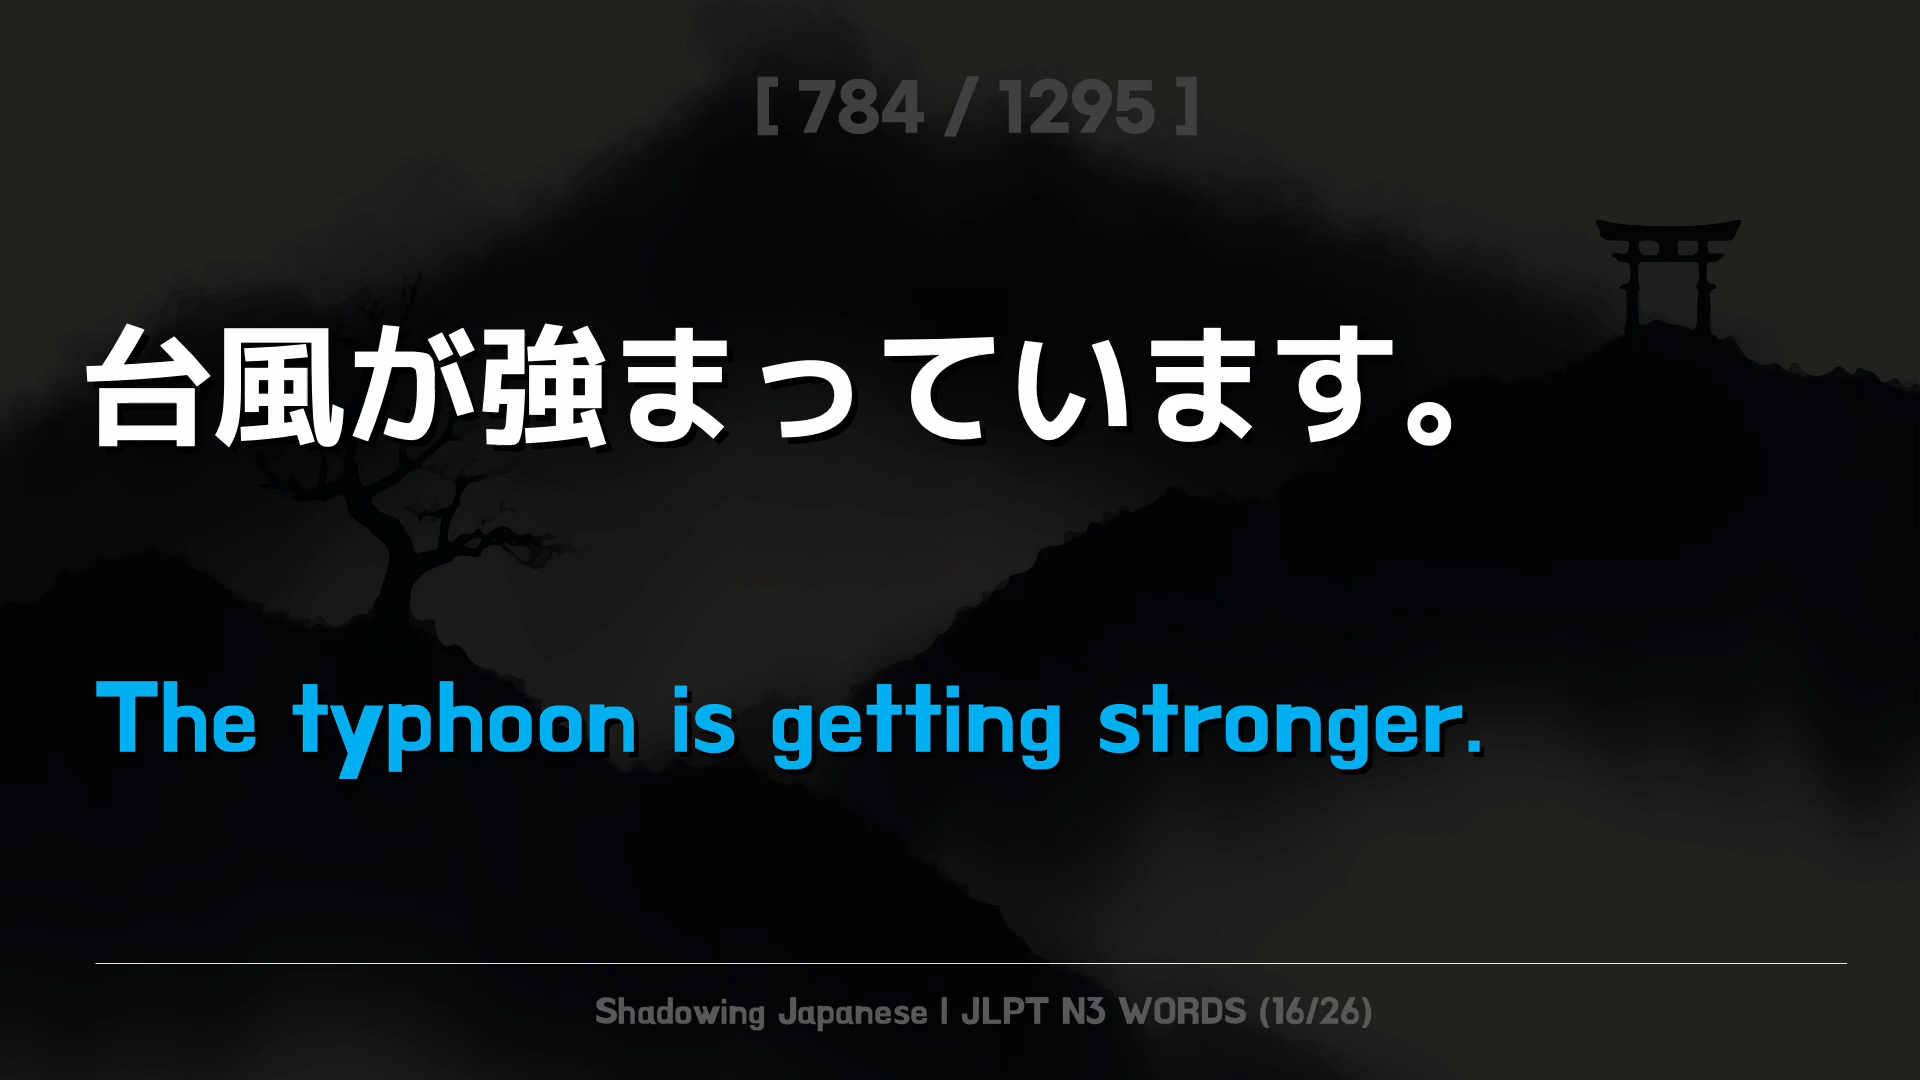 [ 784 / 1295 ]
台風が強まっています。
The typhoon is getting stronger.
Shadowing Japanese | JLPT N3 WORDS (16/26)